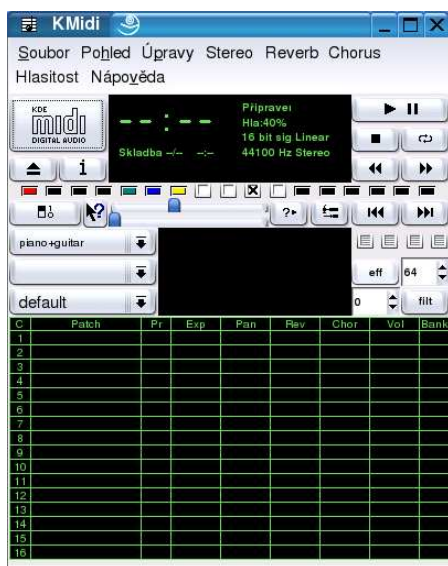 KMidi
Soubor Pohled Úpravy Stereo Reverb Chorus
Hlasitost Nápověda
KDE
midi
DIGITAL AUDIO
--:--
Skladba --/-- --:--
Připraven
Hla:40%
16 bit sig Linear
44100 Hz Stereo
i
?
piano+guitar
eff 64
default
0 filt
C Patch Pr Exp Pan Rev Chor Vol Bank
1
2
3
4
5
6
7
8
9
10
11
12
13
14
15
16